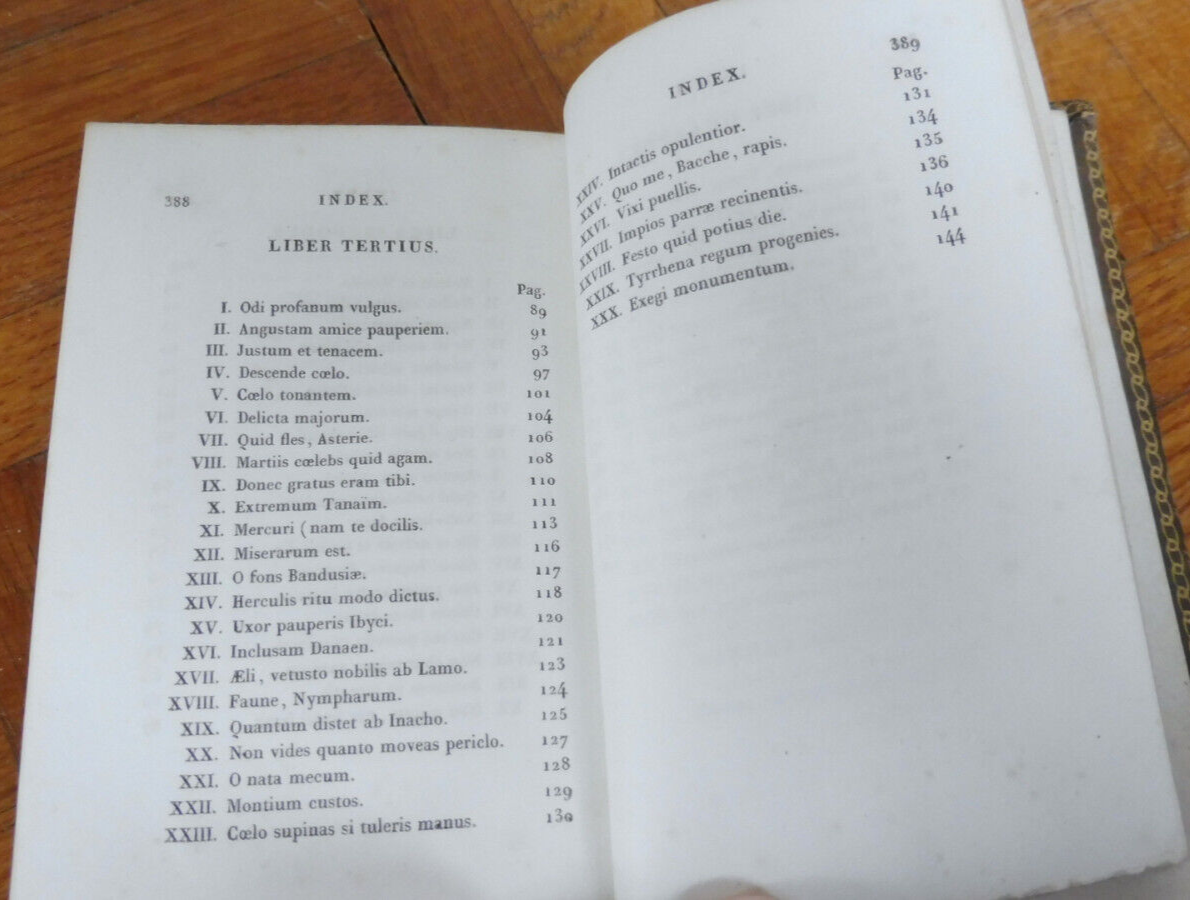 388 INDEX.
LIBER TERTIUS.
Pag.
I. Odi profanum vulgus. 89
II. Angustam amice pauperiem. 91
III. Justum et tenacem. 93
IV. Descende cœlo. 97
V. Cœlo tonantem. 101
VI. Delicta majorum. 104
VII. Quid fles, Asterie. 106
VIII. Martiis cœlebs quid agam. 108
IX. Donec gratus eram tibi. 110
X. Extremum Tanaïm. 111
XI. Mercuri (nam te docilis. 113
XII. Miserarum est. 116
XIII. O fons Bandusiæ. 117
XIV. Herculis ritu modo dictus. 118
XV. Uxor pauperis Ibyci. 120
XVI. Inclusam Danaen. 121
XVII. Æli, vetusto nobilis ab Lamo. 123
XVIII. Faune, Nympharum. 124
XIX. Quantum distet ab Inacho. 125
XX. Non vides quanto moveas periclo. 127
XXI. O nata mecum. 128
XXII. Montium custos. 129
XXIII. Cœlo supinas si tuleris manus. 130
INDEX. 389
Pag.
XXIV. Intactis opulentior. 131
XXV. Quo me, Bacche, rapis. 134
XXVI. Vixi puellis. 135
XXVII. Impios parræ recinentis. 136
XXVIII. Festo quid potius die. 140
XXIX. Tyrrhena regum progenies. 141
XXX. Exegi monumentum. 144